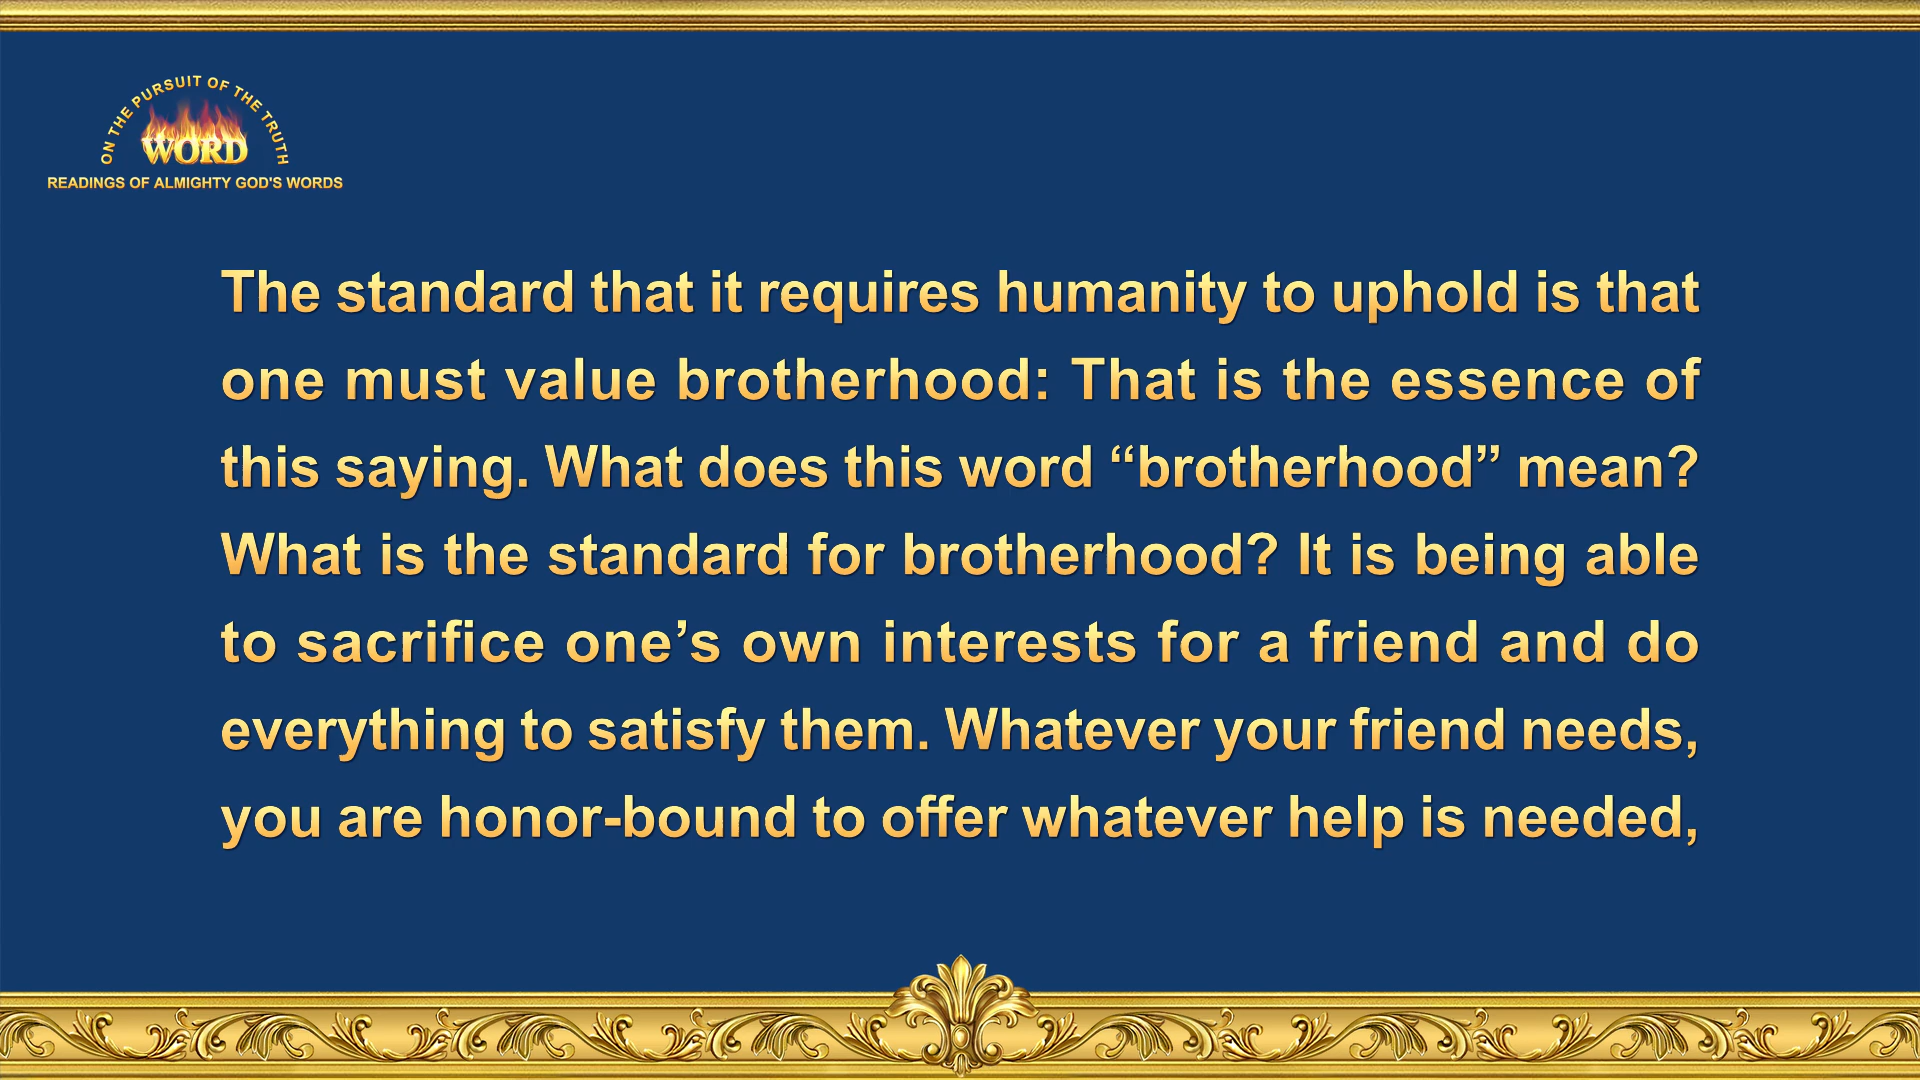 ON THE PURSUIT OF THE TRUTH
WORD
READINGS OF ALMIGHTY GOD'S WORDS
The standard that it requires humanity to uphold is that
one must value brotherhood: That is the essence of
this saying. What does this word “brotherhood” mean?
What is the standard for brotherhood? It is being able
to sacrifice one’s own interests for a friend and do
everything to satisfy them. Whatever your friend needs,
you are honor-bound to offer whatever help is needed,